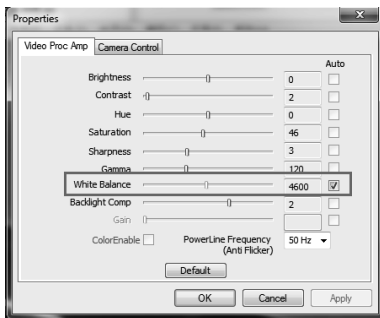 Properties
x
Video Proc Amp Camera Control
Auto
Brightness 0
Contrast 2
Hue 0
Saturation 46
Sharpness 3
Gamma 120
White Balance 4600
Backlight Comp 2
Gain
ColorEnable PowerLine Frequency 50 Hz
(Anti Flicker)
Default
OK Cancel Apply